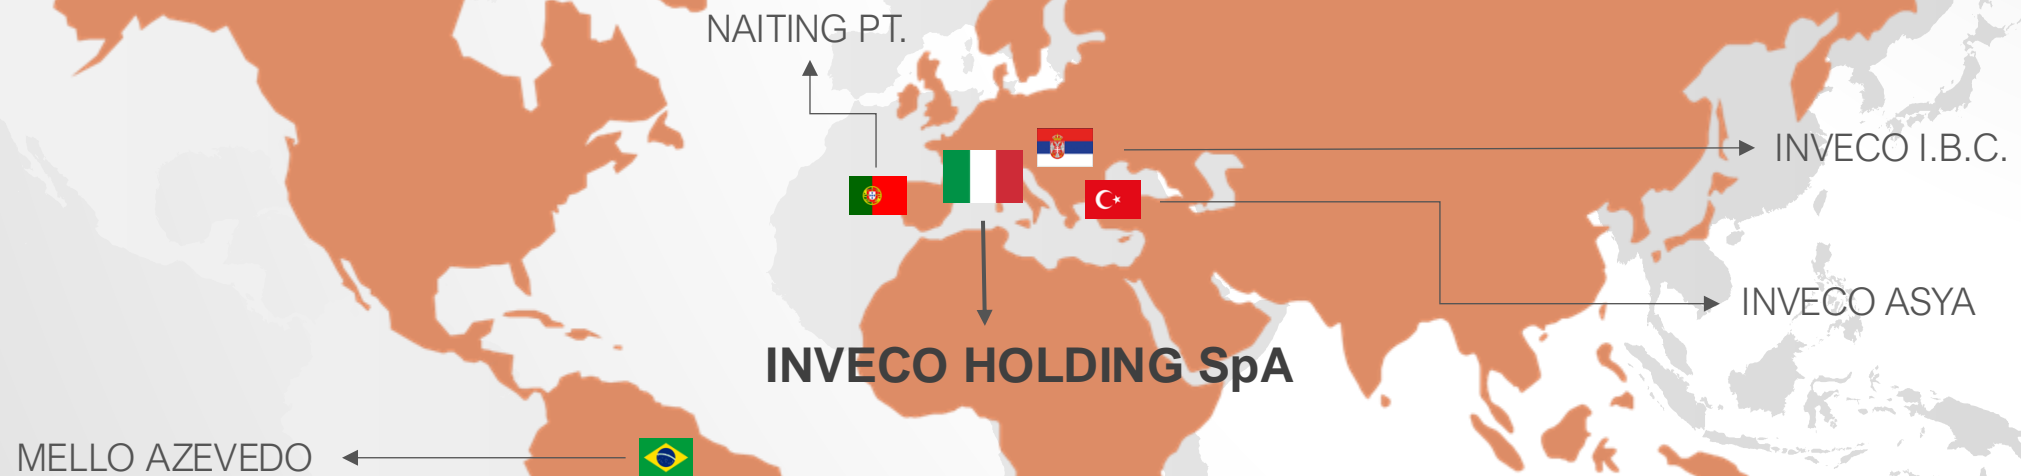 NAITING PT.
INVECO I.B.C.
INVECO ASYA
INVECO HOLDING SpA
MELLO AZEVEDO